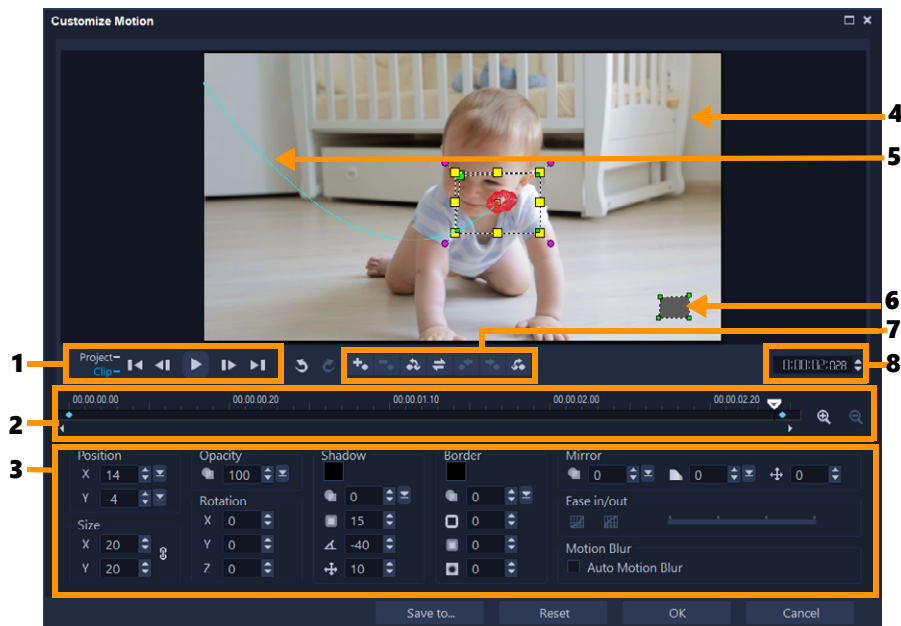 Customize Motion
4
5
6
7
1
Project
Clip
0:00:02:028
8
2
00.00.00.00 00.00.00.20 00.00.01.10 00.00.02.00 00.00.02.20
3
Position Opacity Shadow Border Mirror
X 14 100 0 0 0
Y -4 0 0 Ease in/out
Rotation
X 0 15 0
Size
X 20 Y 0 -40 0 Motion Blur
Y 20 Z 0 10 0 Auto Motion Blur
Save to... Reset OK Cancel